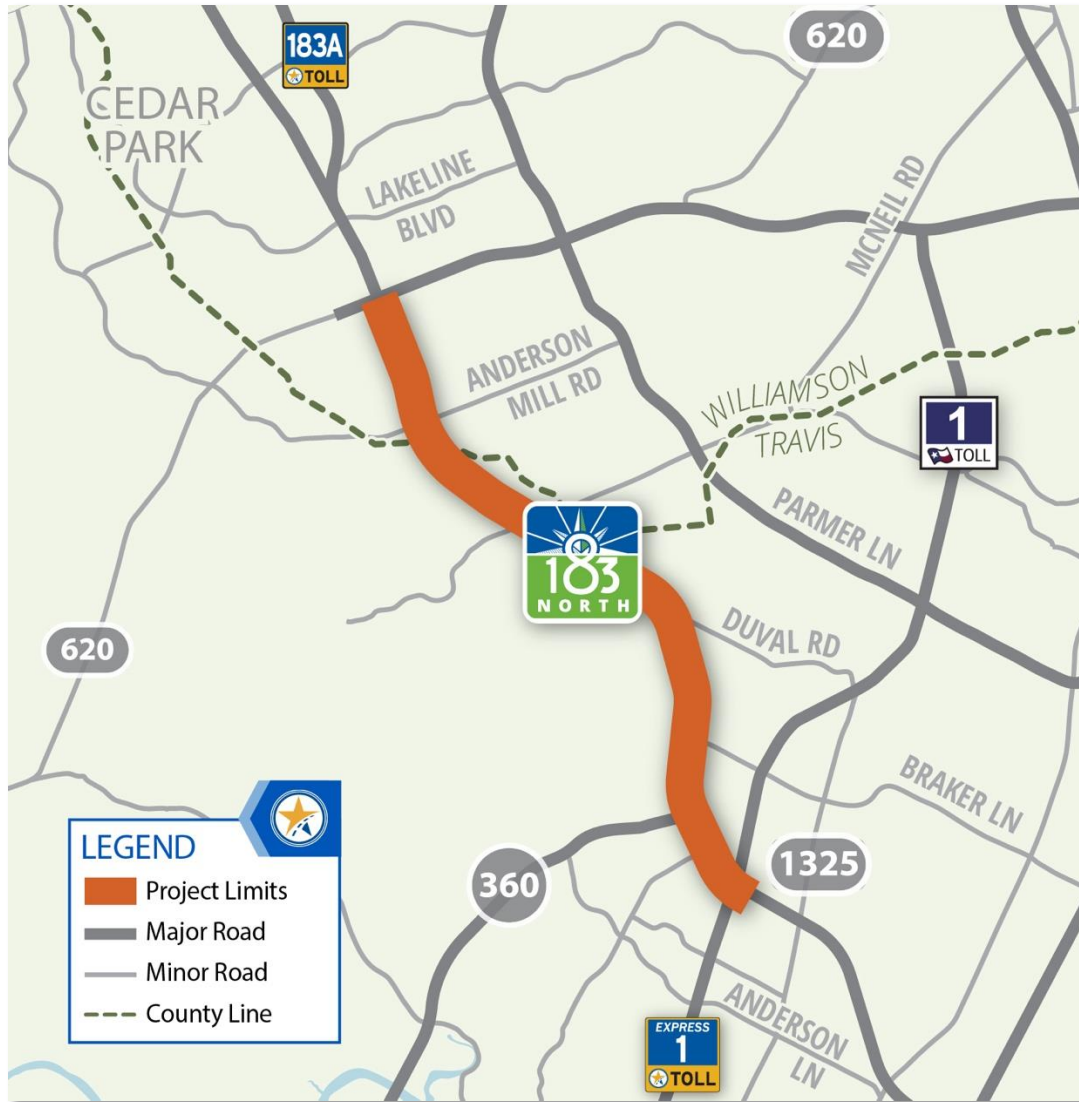 183A
TOLL
620
CEDAR
PARK
LAKELINE
BLVD
MCNEIL RD
ANDERSON
MILL RD
WILLIAMSON
TRAVIS
1
TOLL
PARMER LN
183
NORTH
DUVAL RD
620
BRAKER LN
LEGEND
Project Limits
Major Road
Minor Road
County Line
360
1325
ANDERSON
LN
EXPRESS
1
TOLL